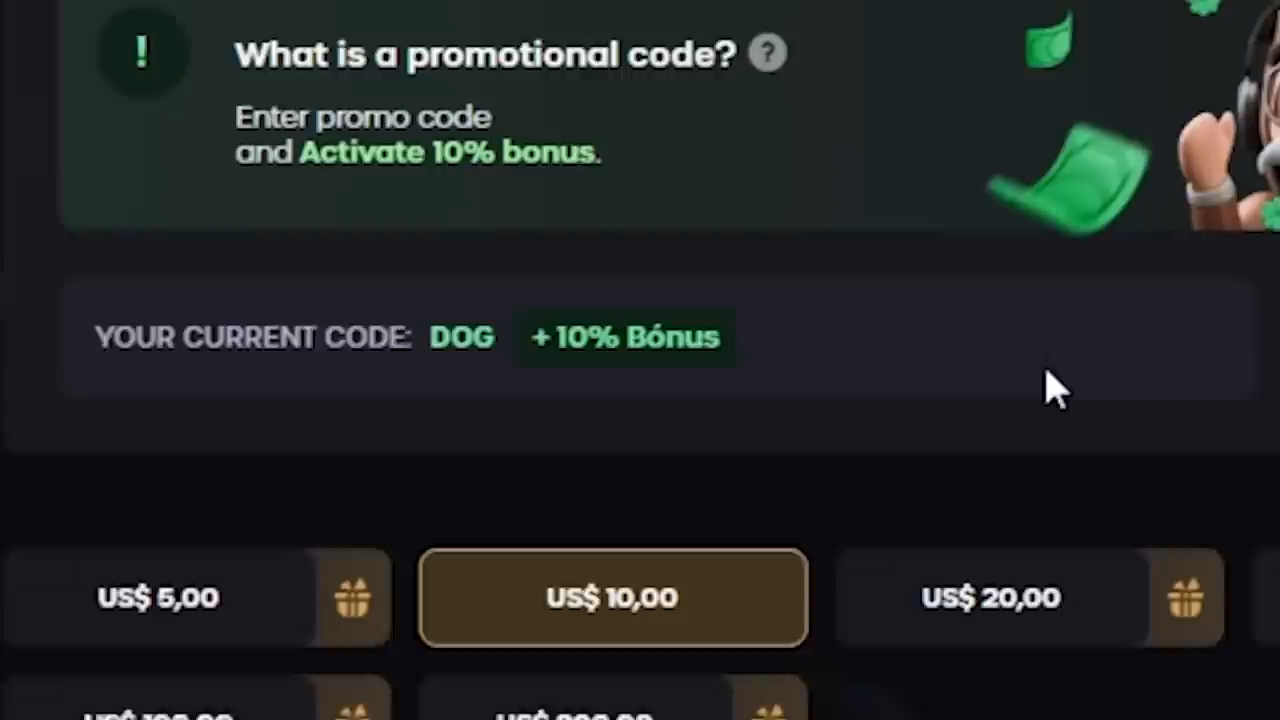 !
What is a promotional code? ?
Enter promo code
and Activate 10% bonus.
YOUR CURRENT CODE: DOG + 10% Bónus
US$ 5,00
US$ 10,00
US$ 20,00